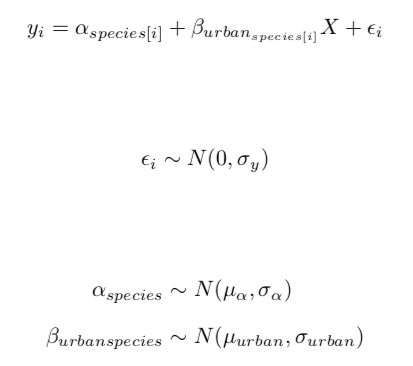 y_i = α_{species[i]} + β_{urban_{species[i]}} X + ϵ_i
ϵ_i ∼ N(0, σ_y)
α_{species} ∼ N(μ_α, σ_α)
β_{urbanspecies} ∼ N(μ_{urban}, σ_{urban})